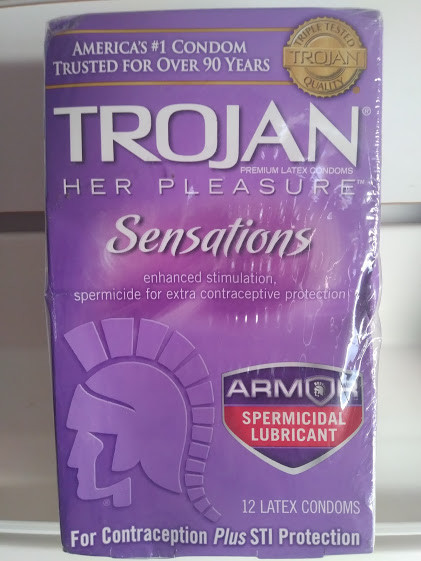 AMERICA'S #1 CONDOM
TRUSTED FOR OVER 90 YEARS
TRIPLE TESTED
TROJAN
QUALITY
TROJAN®
PREMIUM LATEX CONDOMS
HER PLEASURE™
Sensations
enhanced stimulation,
spermicide for extra contraceptive protection
ARMOR
SPERMICIDAL
LUBRICANT
12 LATEX CONDOMS
For Contraception Plus STI Protection